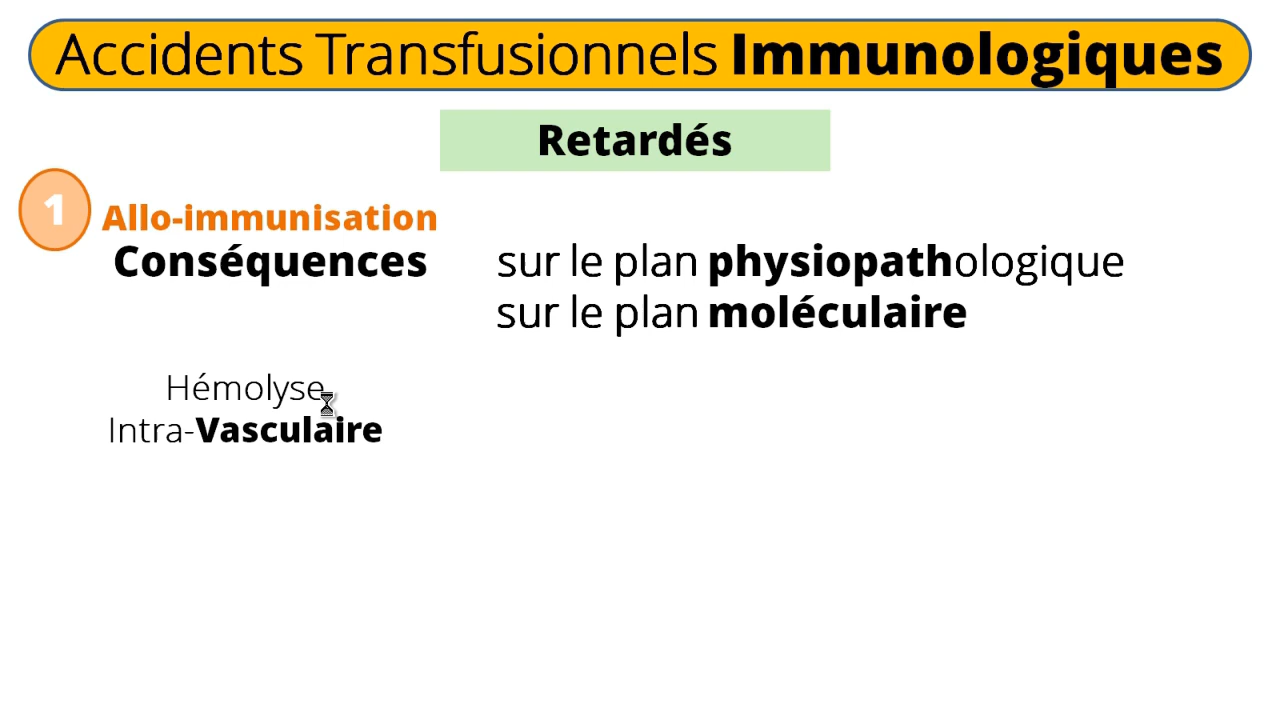 Accidents Transfusionnels Immunologiques
Retardés
1
Allo-immunisation
Conséquences sur le plan physiopathologique
sur le plan moléculaire
Hémolyse
Intra-Vasculaire